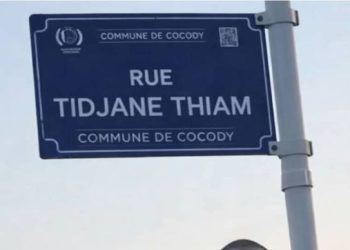 COMMUNE DE COCODY
RUE
TIDJANE THIAM
COMMUNE DE COCODY